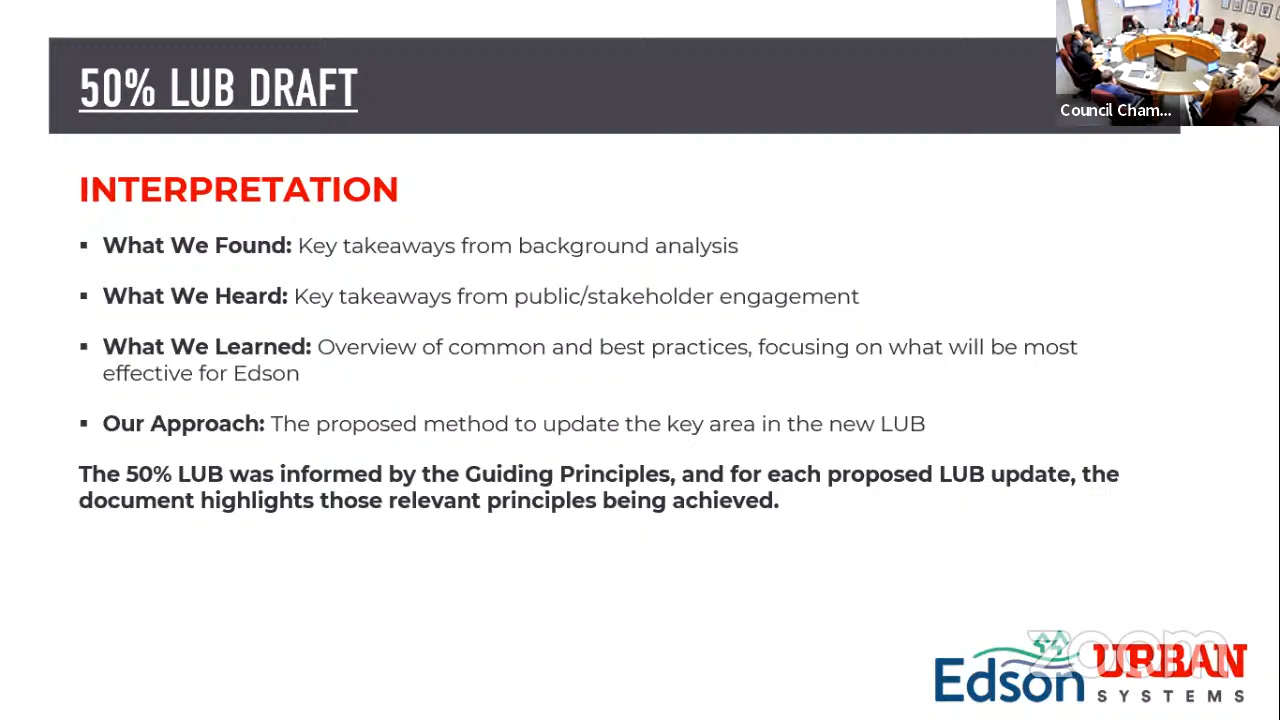 50% LUB DRAFT
Council Cham...
INTERPRETATION
▪ What We Found: Key takeaways from background analysis
▪ What We Heard: Key takeaways from public/stakeholder engagement
▪ What We Learned: Overview of common and best practices, focusing on what will be most
effective for Edson
▪ Our Approach: The proposed method to update the key area in the new LUB
The 50% LUB was informed by the Guiding Principles, and for each proposed LUB update, the
document highlights those relevant principles being achieved.
zoom
Edson URBAN
SYSTEMS